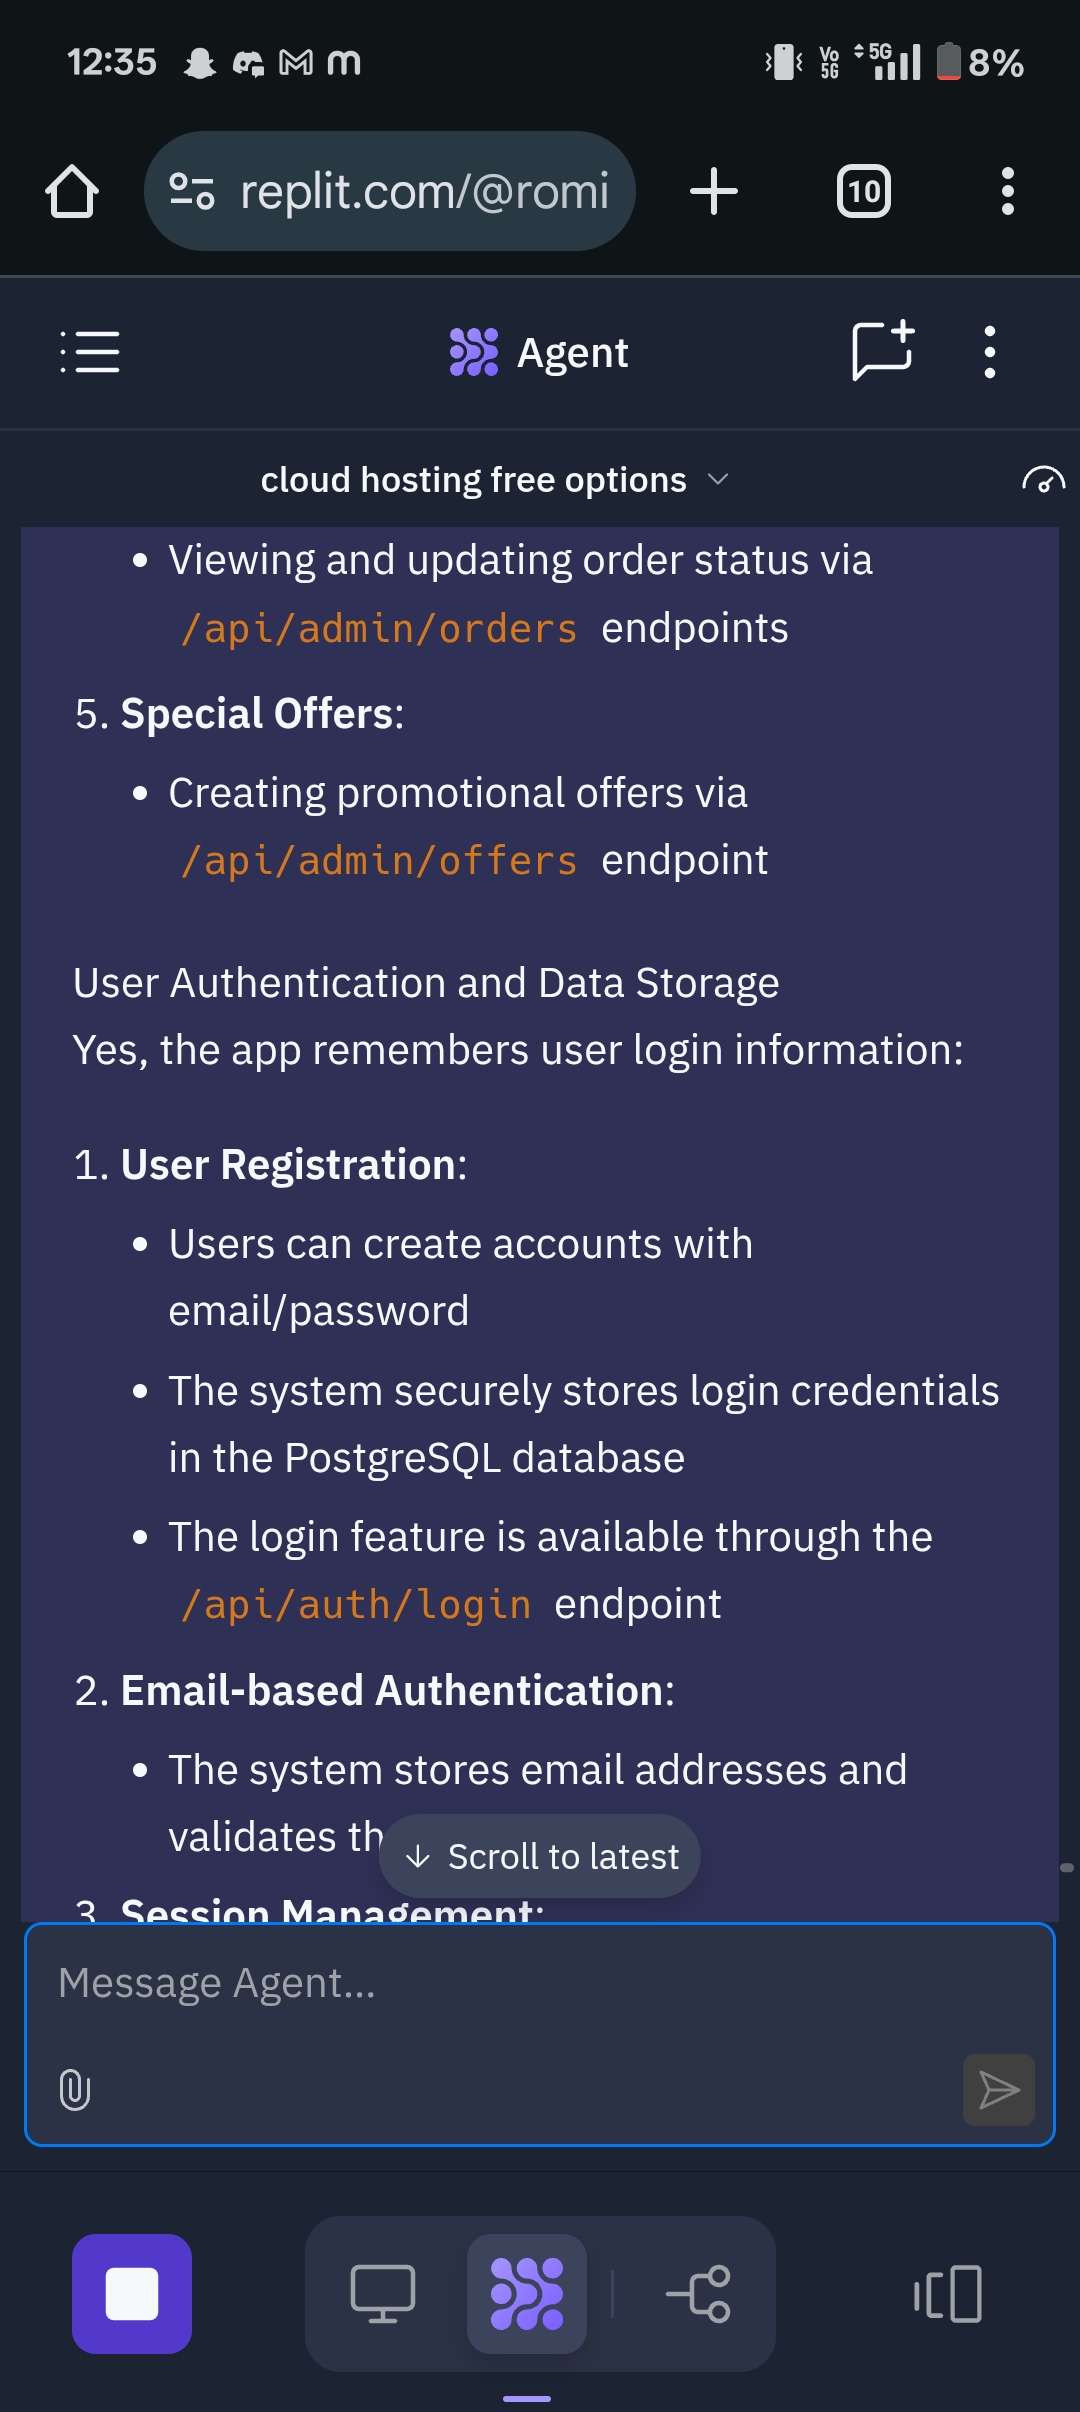 12:35
Vo 5G
5G
8%
replit.com/@romi
10
Agent
cloud hosting free options
• Viewing and updating order status via
/api/admin/orders endpoints
5. Special Offers:
• Creating promotional offers via
/api/admin/offers endpoint
User Authentication and Data Storage
Yes, the app remembers user login information:
1. User Registration:
• Users can create accounts with
email/password
• The system securely stores login credentials
in the PostgreSQL database
• The login feature is available through the
/api/auth/login endpoint
2. Email-based Authentication:
• The system stores email addresses and
validates th
↓ Scroll to latest
3. Session Management:
Message Agent...